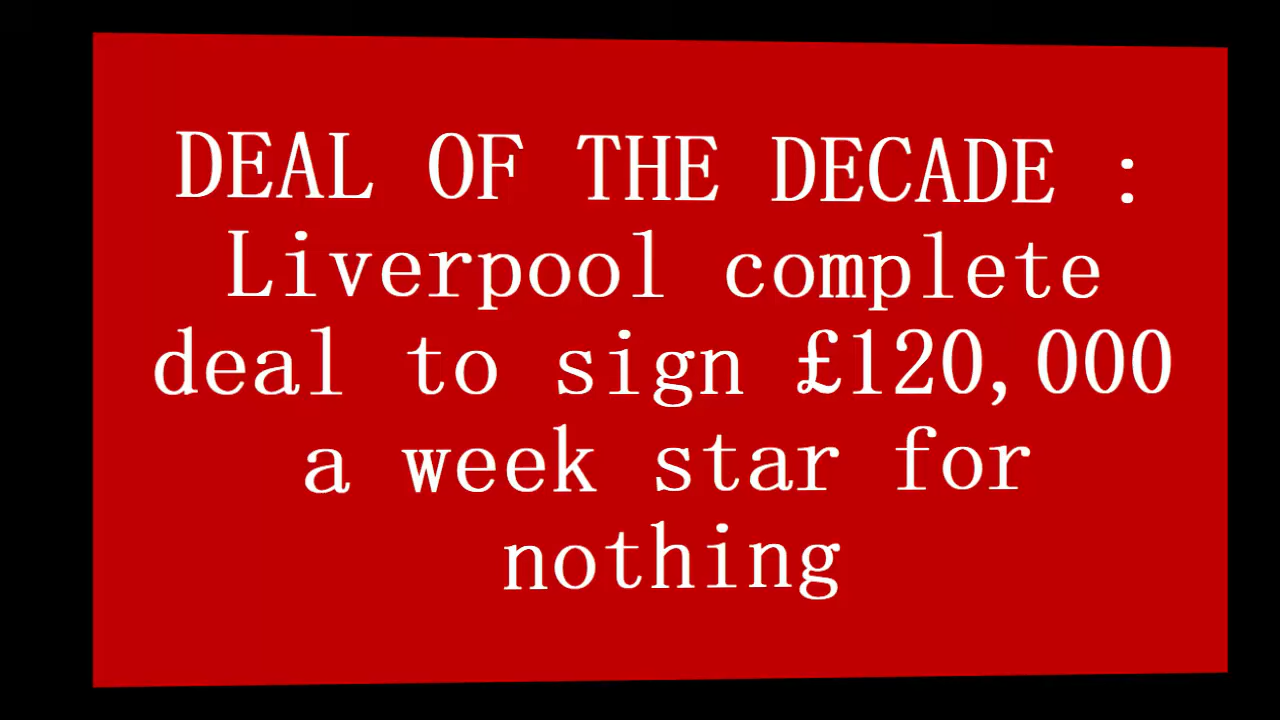 DEAL OF THE DECADE :
Liverpool complete
deal to sign £120,000
a week star for
nothing